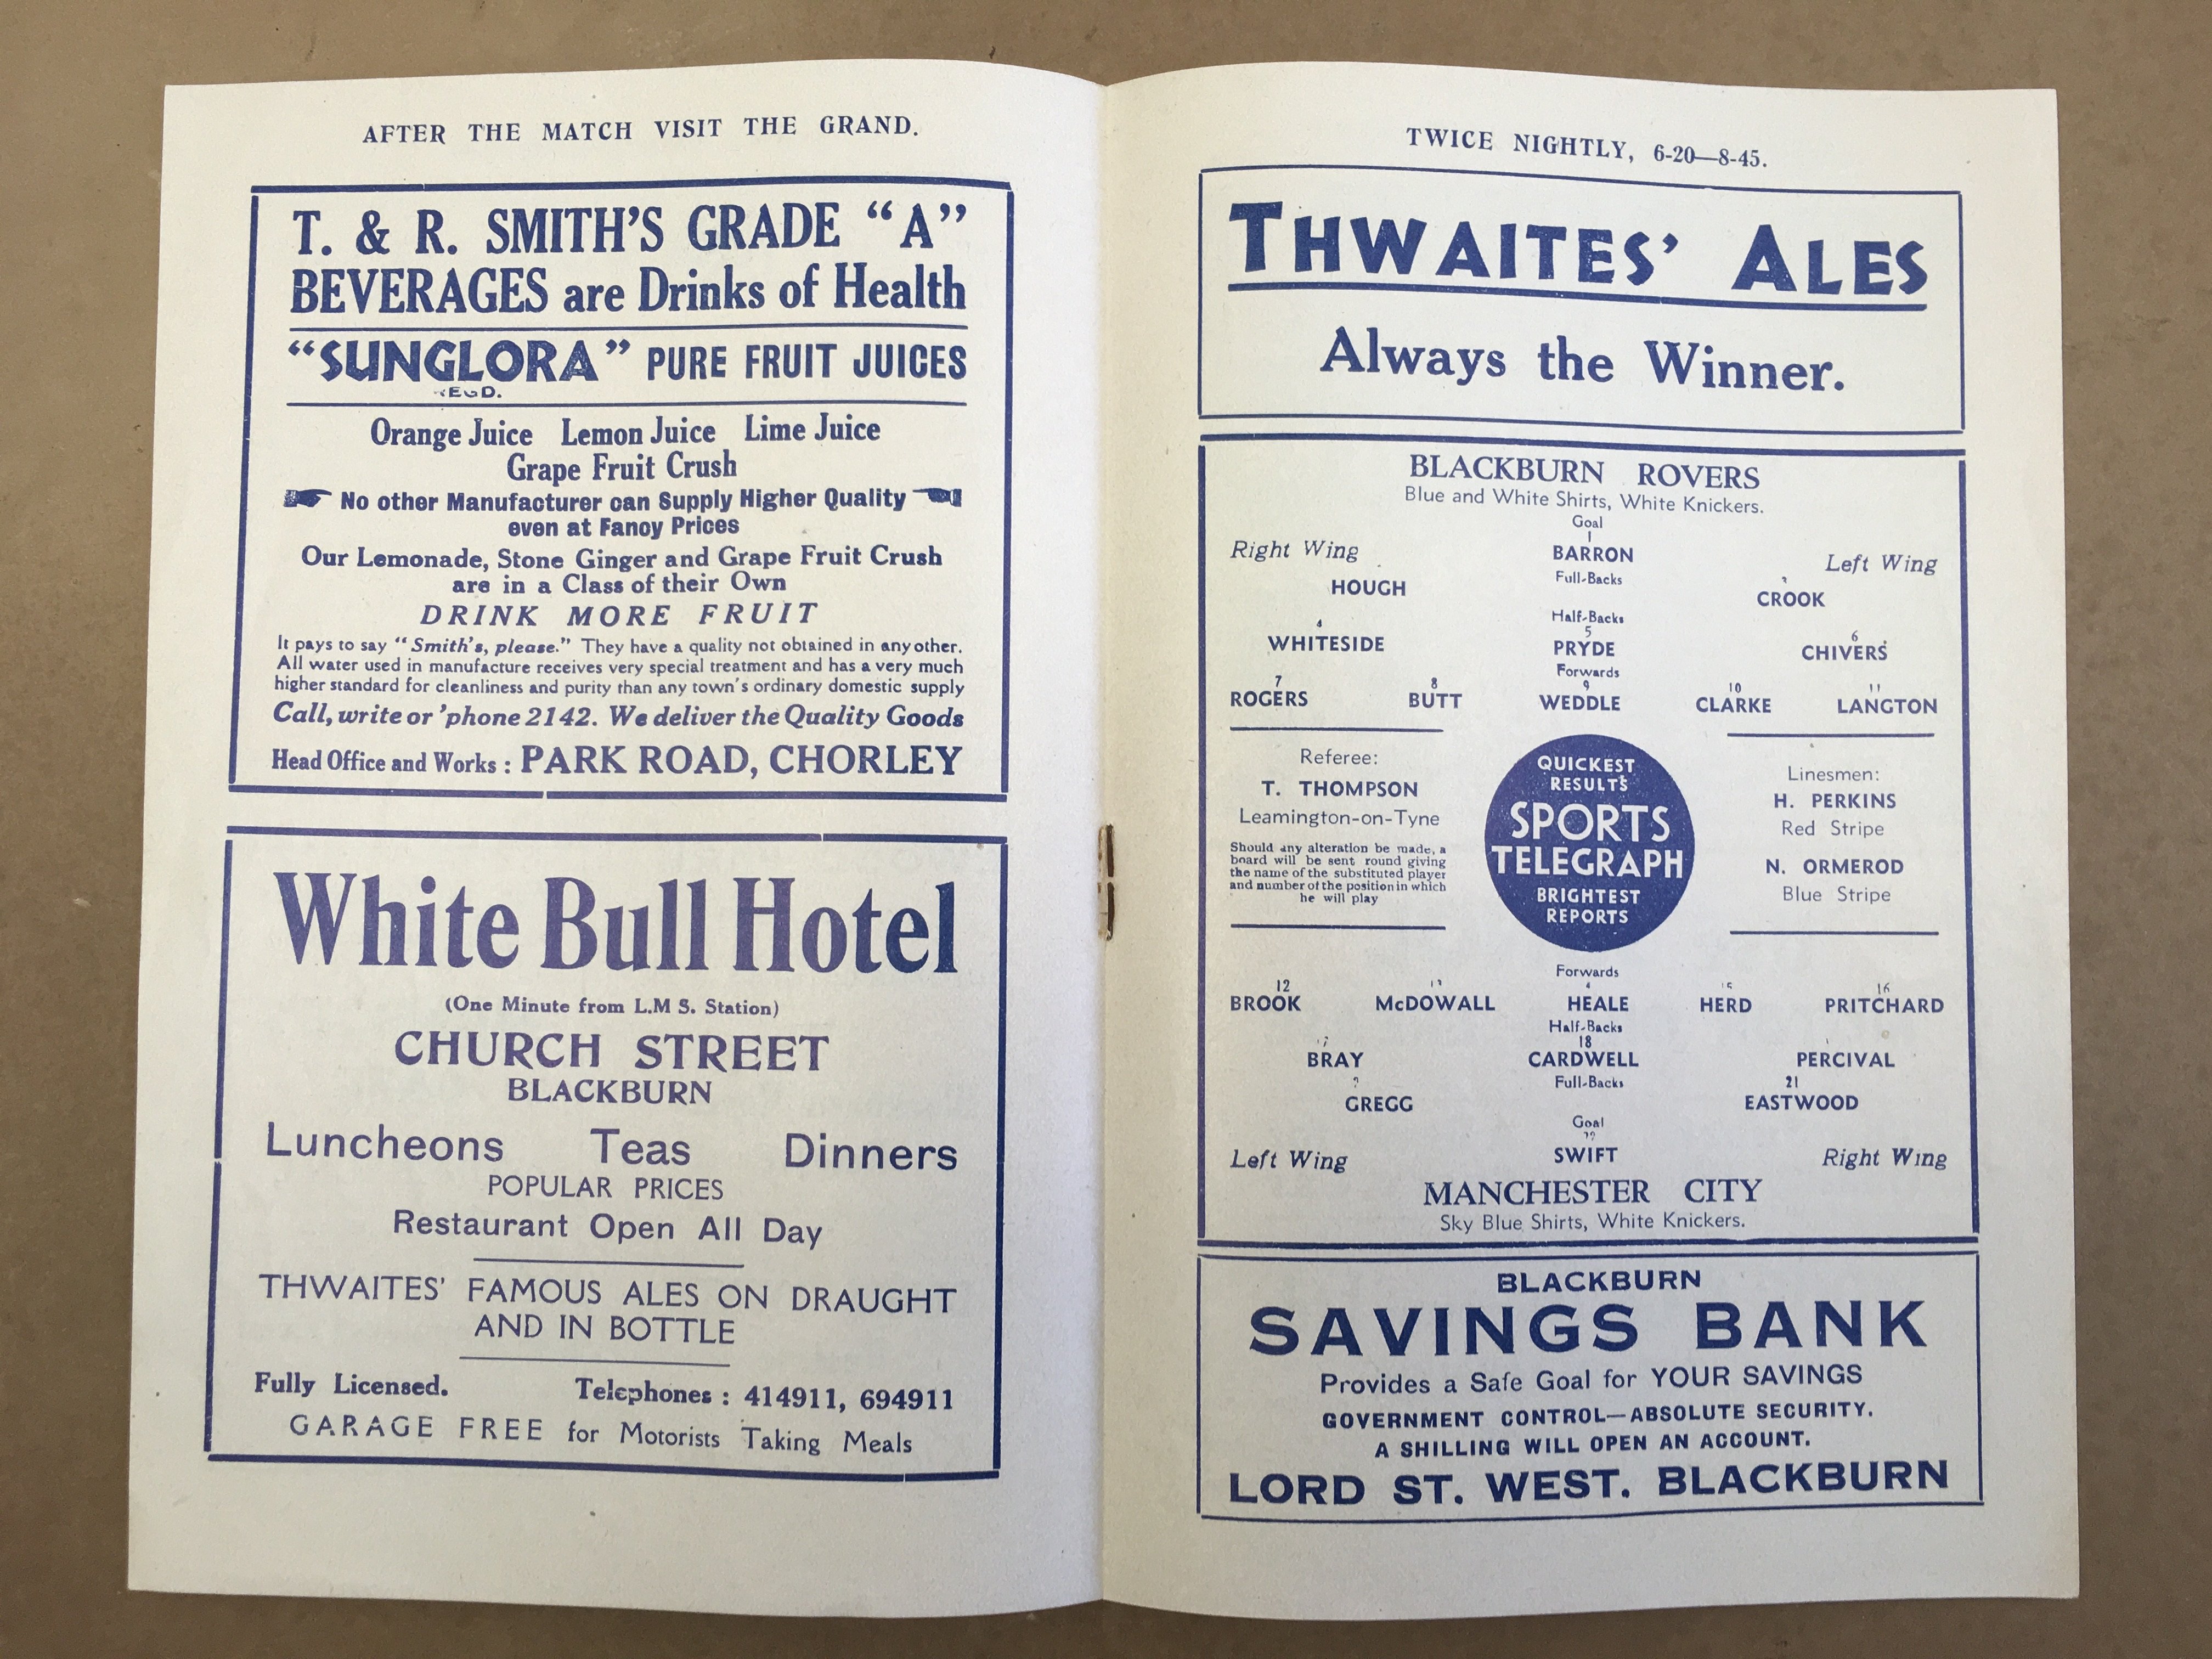 AFTER THE MATCH VISIT THE GRAND.
T. & R. SMITH'S GRADE "A"
BEVERAGES are Drinks of Health
"SUNGLORA" PURE FRUIT JUICES
Orange Juice Lemon Juice Lime Juice
Grape Fruit Crush
No other Manufacturer can Supply Higher Quality
even at Fancy Prices
Our Lemonade, Stone Ginger and Grape Fruit Crush
are in a Class of their Own
DRINK MORE FRUIT
It pays to say "Smith's, please." They have a quality not obtained in any other.
All water used in manufacture receives very special treatment and has a very much
higher standard for cleanliness and purity than any town's ordinary domestic supply
Call, write or 'phone 2142. We deliver the Quality Goods
Head Office and Works : PARK ROAD, CHORLEY
White Bull Hotel
(One Minute from L.M S. Station)
CHURCH STREET
BLACKBURN
Luncheons Teas Dinners
POPULAR PRICES
Restaurant Open All Day
THWAITES' FAMOUS ALES ON DRAUGHT
AND IN BOTTLE
Fully Licensed. Telephones : 414911, 694911
GARAGE FREE for Motorists Taking Meals
TWICE NIGHTLY, 6-20—8-45.
THWAITES' ALES
Always the Winner.
BLACKBURN ROVERS
Blue and White Shirts, White Knickers.
Goal
1
Right Wing BARRON Left Wing
Full-Backs
HOUGH CROOK
Half-Backs
4 5 6
WHITESIDE PRYDE CHIVERS
Forwards
7 8 9 10 11
ROGERS BUTT WEDDLE CLARKE LANGTON
Referee:
T. THOMPSON
Leamington-on-Tyne
Should any alteration be made, a
board will be sent round giving
the name of the substituted player
and number of the position in which
he will play
QUICKEST
RESULTS
SPORTS
TELEGRAPH
BRIGHTEST
REPORTS
Linesmen:
H. PERKINS
Red Stripe
N. ORMEROD
Blue Stripe
Forwards
12 15 16
BROOK McDOWALL HEALE HERD PRITCHARD
Half-Backs
18
BRAY CARDWELL PERCIVAL
Full-Backs
21
GREGG EASTWOOD
Goal
Left Wing SWIFT Right Wing
MANCHESTER CITY
Sky Blue Shirts, White Knickers.
BLACKBURN
SAVINGS BANK
Provides a Safe Goal for YOUR SAVINGS
GOVERNMENT CONTROL—ABSOLUTE SECURITY.
A SHILLING WILL OPEN AN ACCOUNT.
LORD ST. WEST. BLACKBURN